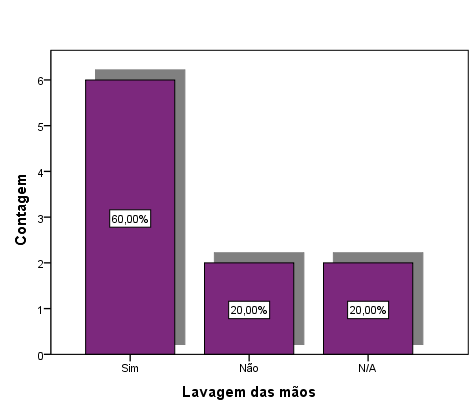 Contagem
6
5
4
3
2
1
0
60,00%
20,00%
20,00%
Sim
Não
N/A
Lavagem das mãos